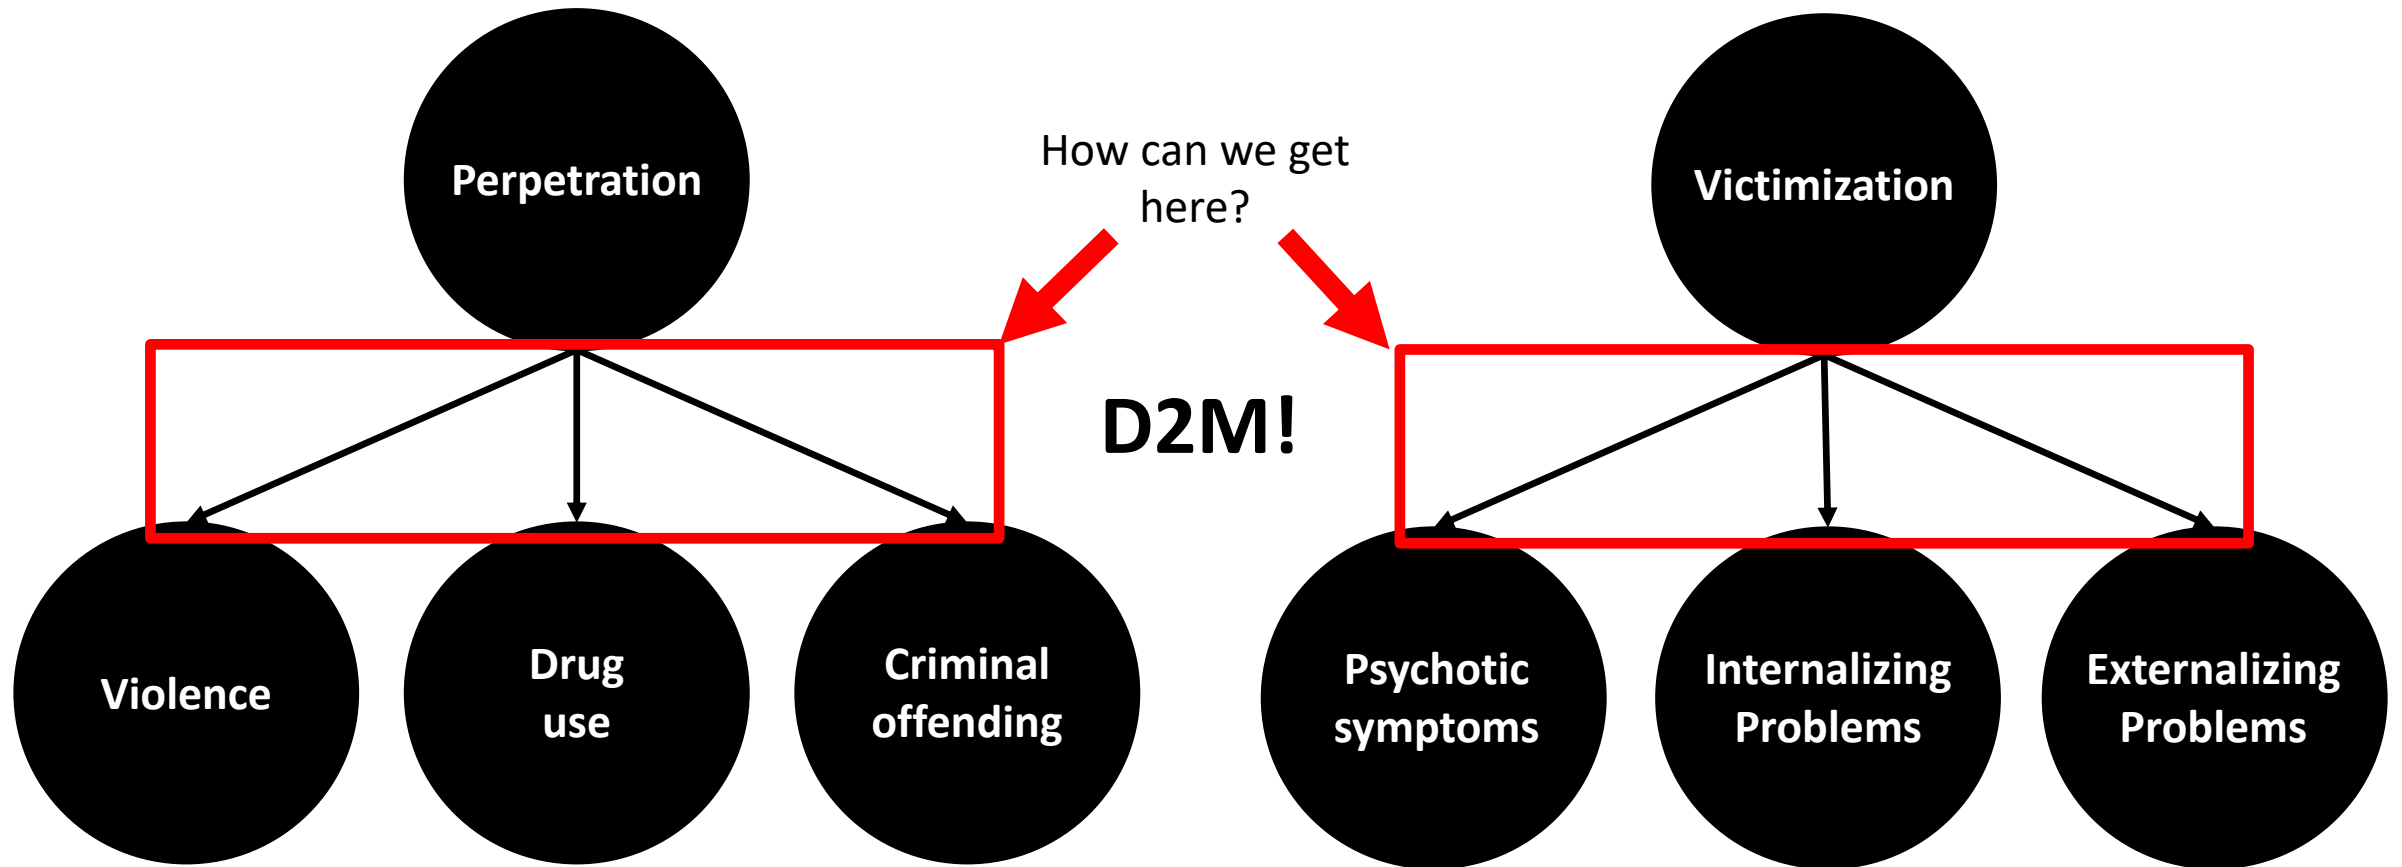 Perpetration
How can we get
here?
Victimization
D2M!
Violence
Drug
use
Criminal
offending
Psychotic
symptoms
Internalizing
Problems
Externalizing
Problems